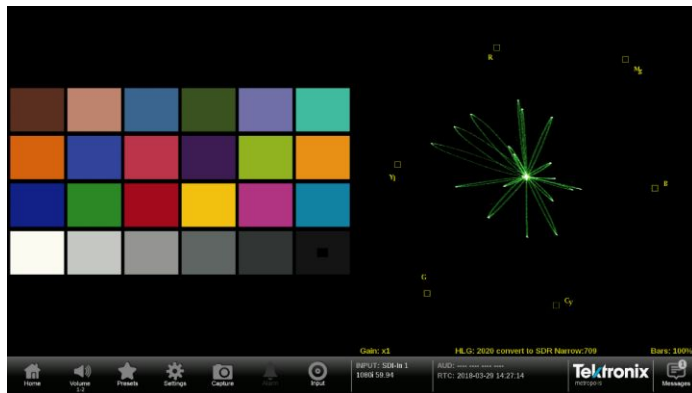 R
Mg
Yl
B
G
Cy
Gain: x1
HLG: 2020 convert to SDR Narrow:709
Bars: 100%
Home
Volume
1-2
Presets
Settings
Capture
Alarm
Input
INPUT: SDI-In 1
1080i 59.94
AUD: ---- ---- ---- ----
RTC: 2018-03-29 14:27:14
Tektronix
Messages
1